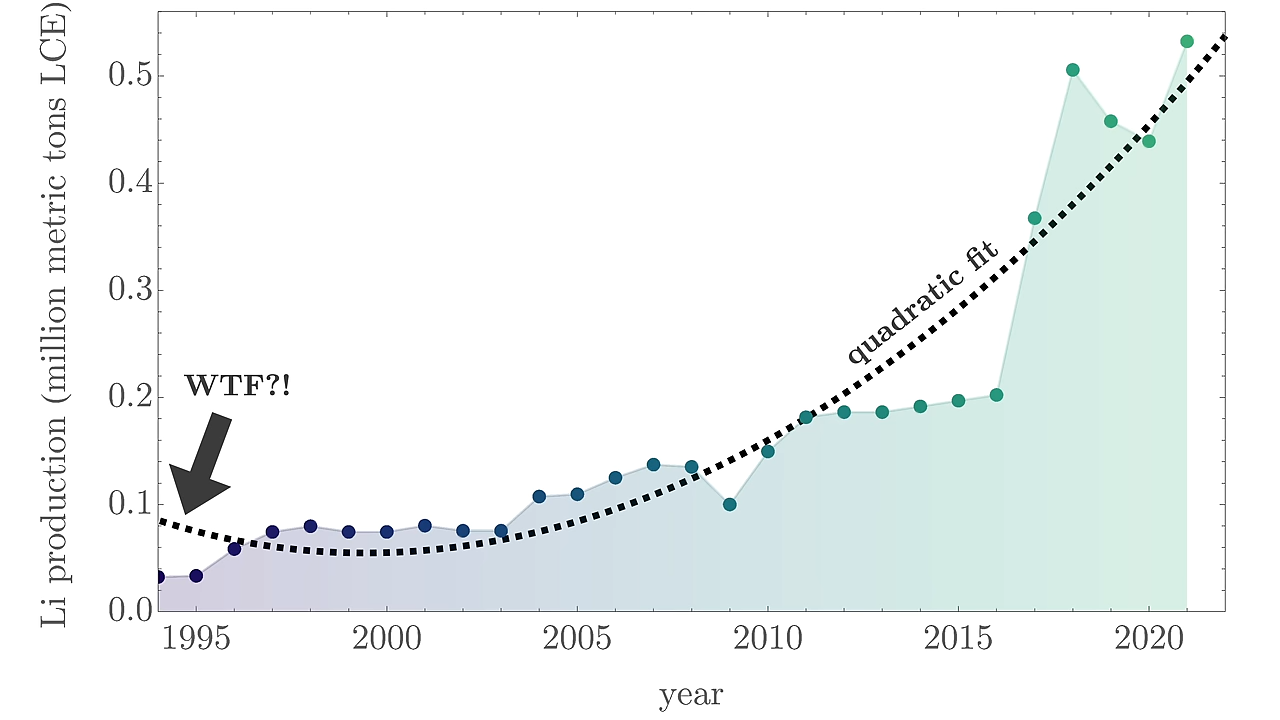 Li production (million metric tons LCE)
0.5
0.4
0.3
0.2
0.1
0.0
WTF?!
quadratic fit
1995 2000 2005 2010 2015 2020
year